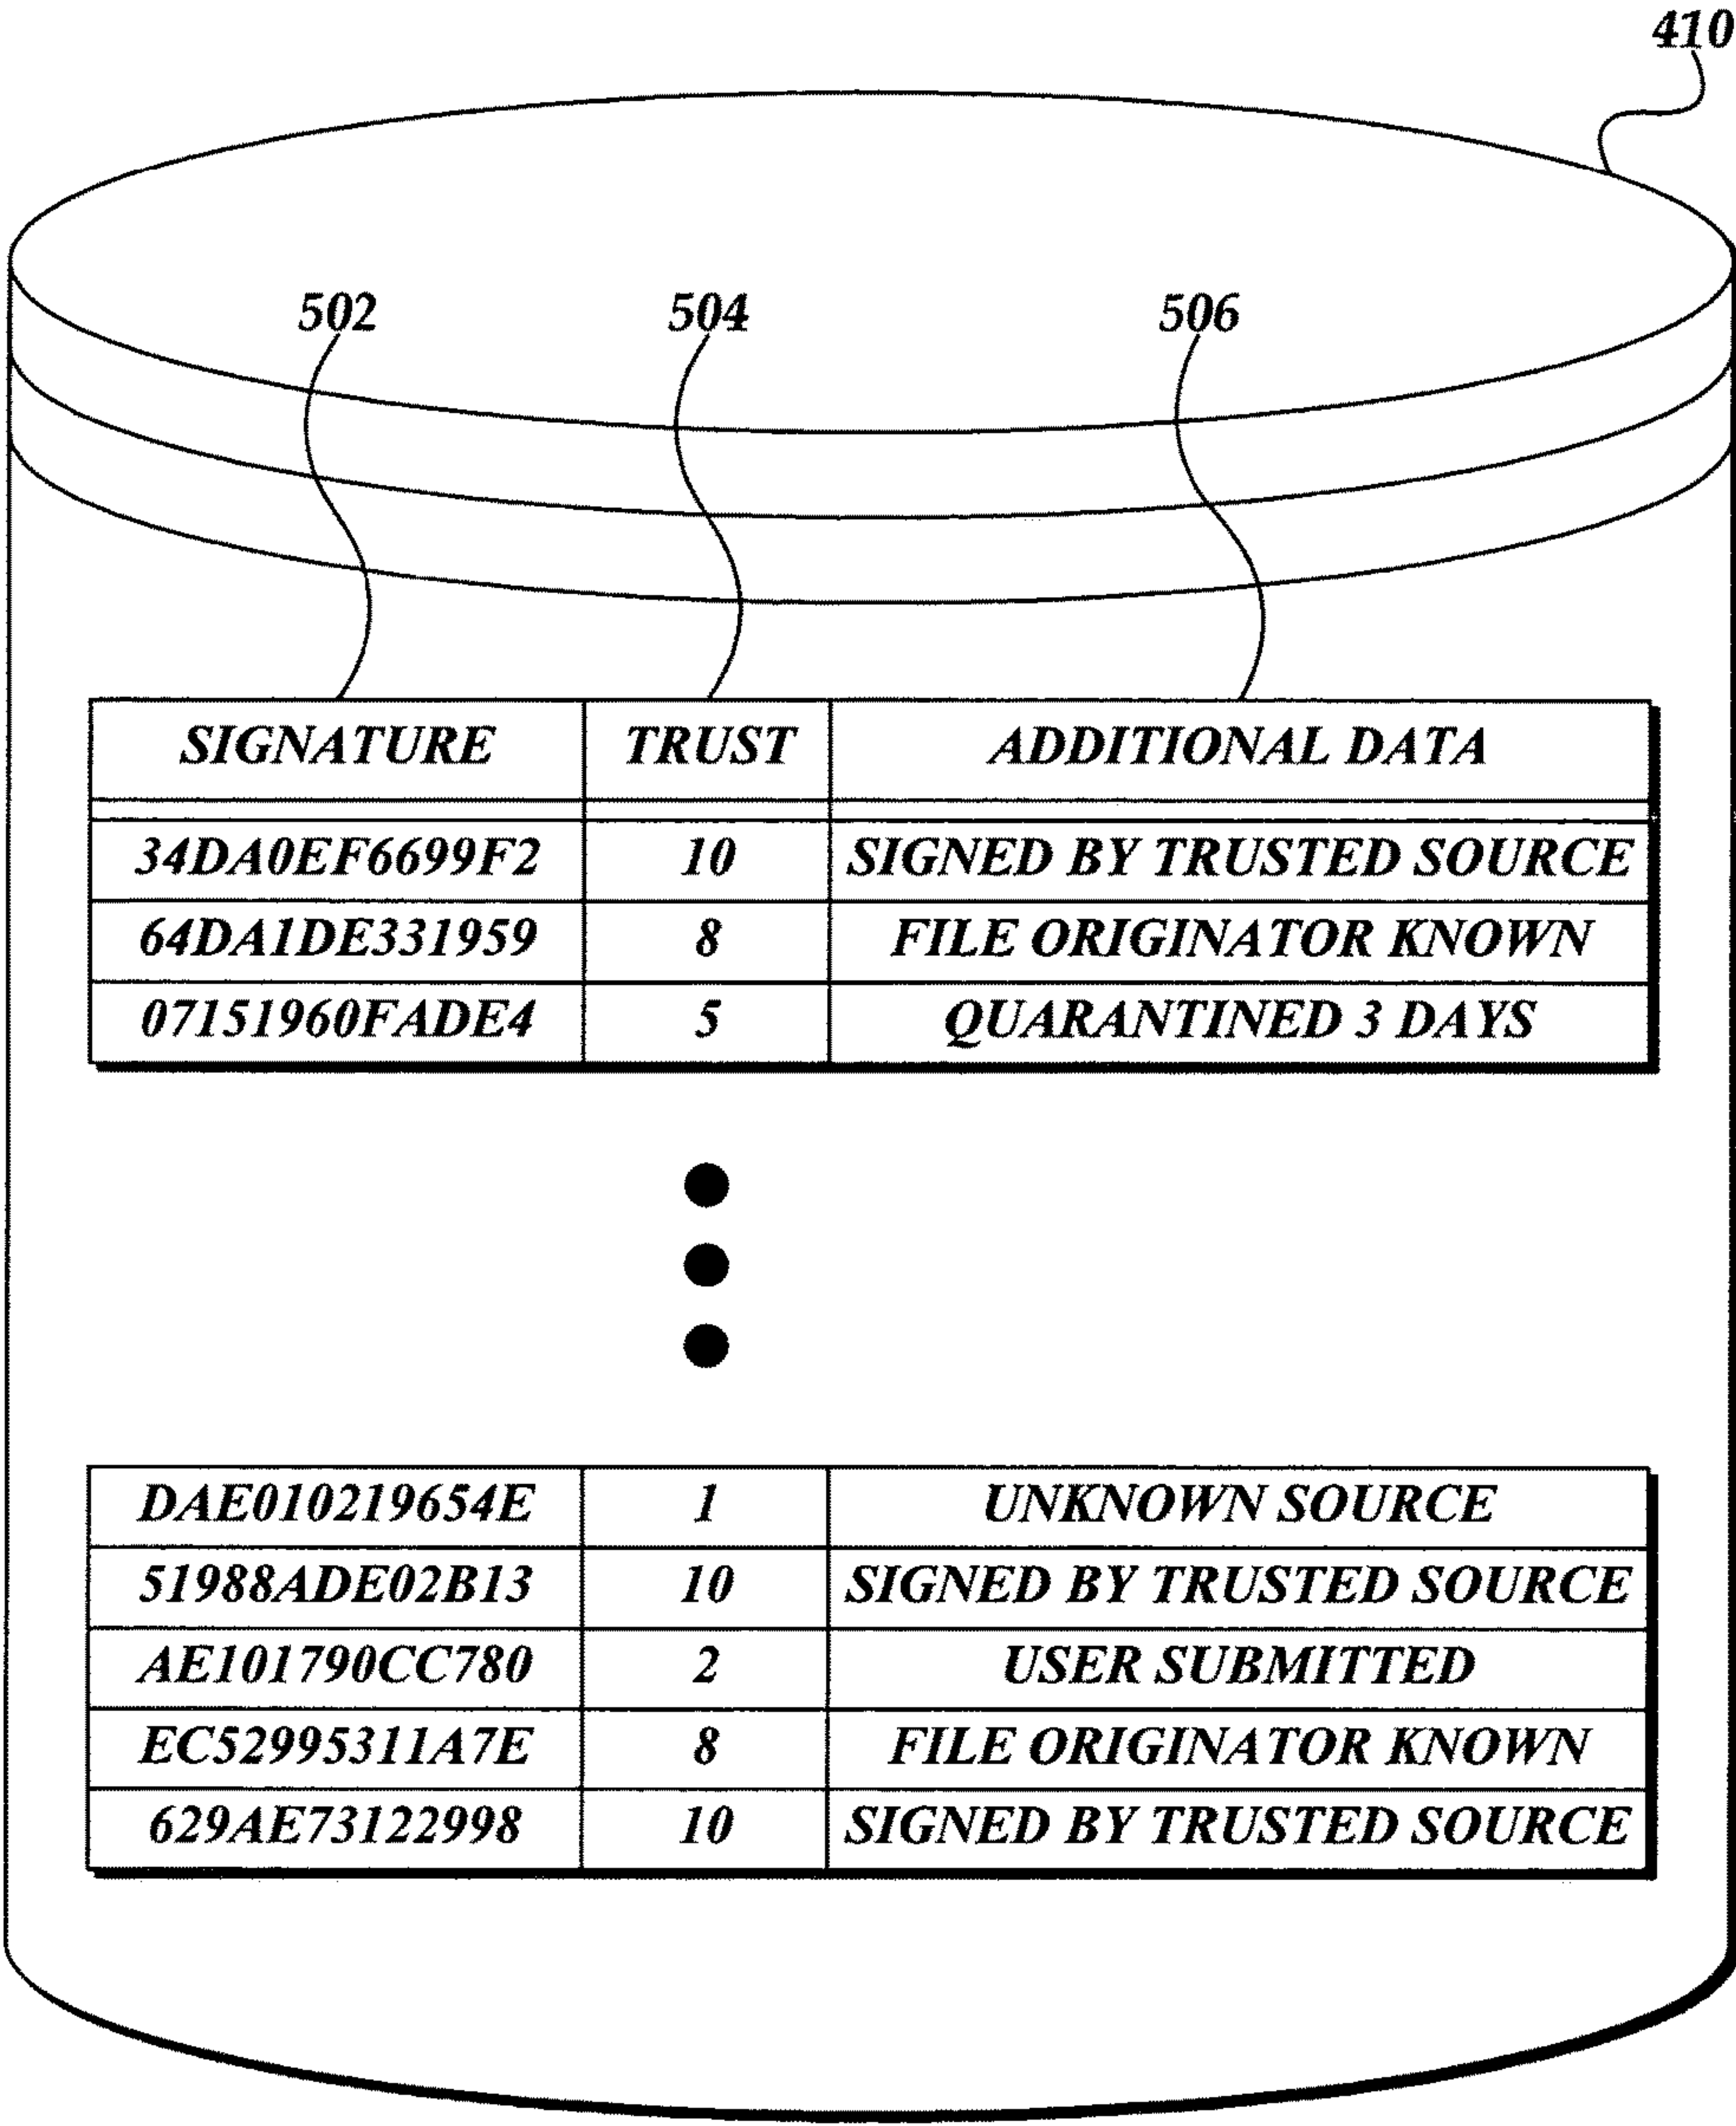 410
502 504 506
SIGNATURE TRUST ADDITIONAL DATA
34DA0EF6699F2 10 SIGNED BY TRUSTED SOURCE
64DA1DE331959 8 FILE ORIGINATOR KNOWN
07151960FADE4 5 QUARANTINED 3 DAYS
DAE010219654E 1 UNKNOWN SOURCE
51988ADE02B13 10 SIGNED BY TRUSTED SOURCE
AE101790CC780 2 USER SUBMITTED
EC52995311A7E 8 FILE ORIGINATOR KNOWN
629AE73122998 10 SIGNED BY TRUSTED SOURCE